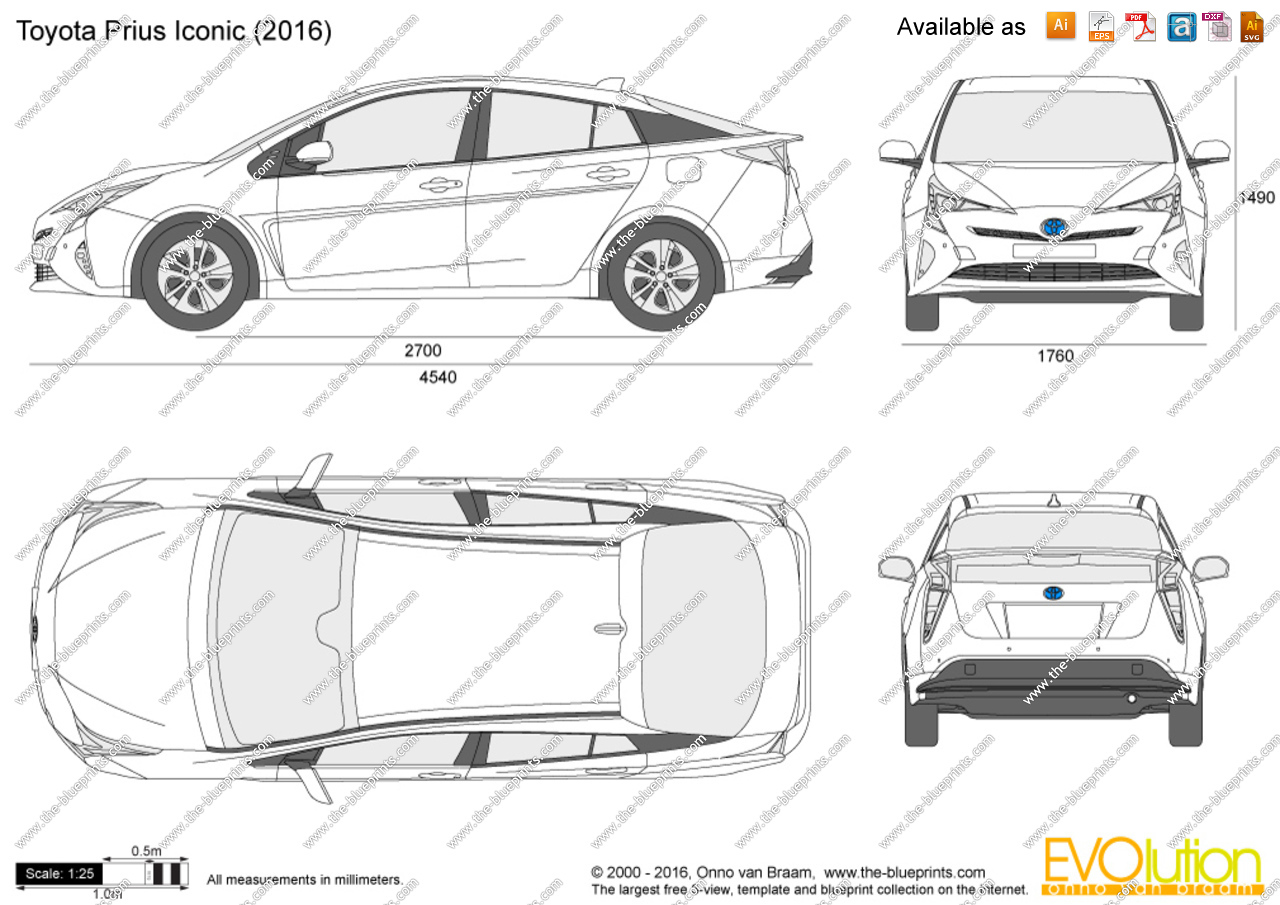 Toyota Prius Iconic (2016)
Available as
Ai
EPS
PDF
a
DXF
Ai
SVG
2700
4540
1490
1760
0.5m
Scale: 1:25
1.0m
All measurements in millimeters.
© 2000 - 2016, Onno van Braam, www.the-blueprints.com
The largest free 3-view, template and blueprint collection on the internet.
EVOlution
onno van braam
www.the-blueprints.com